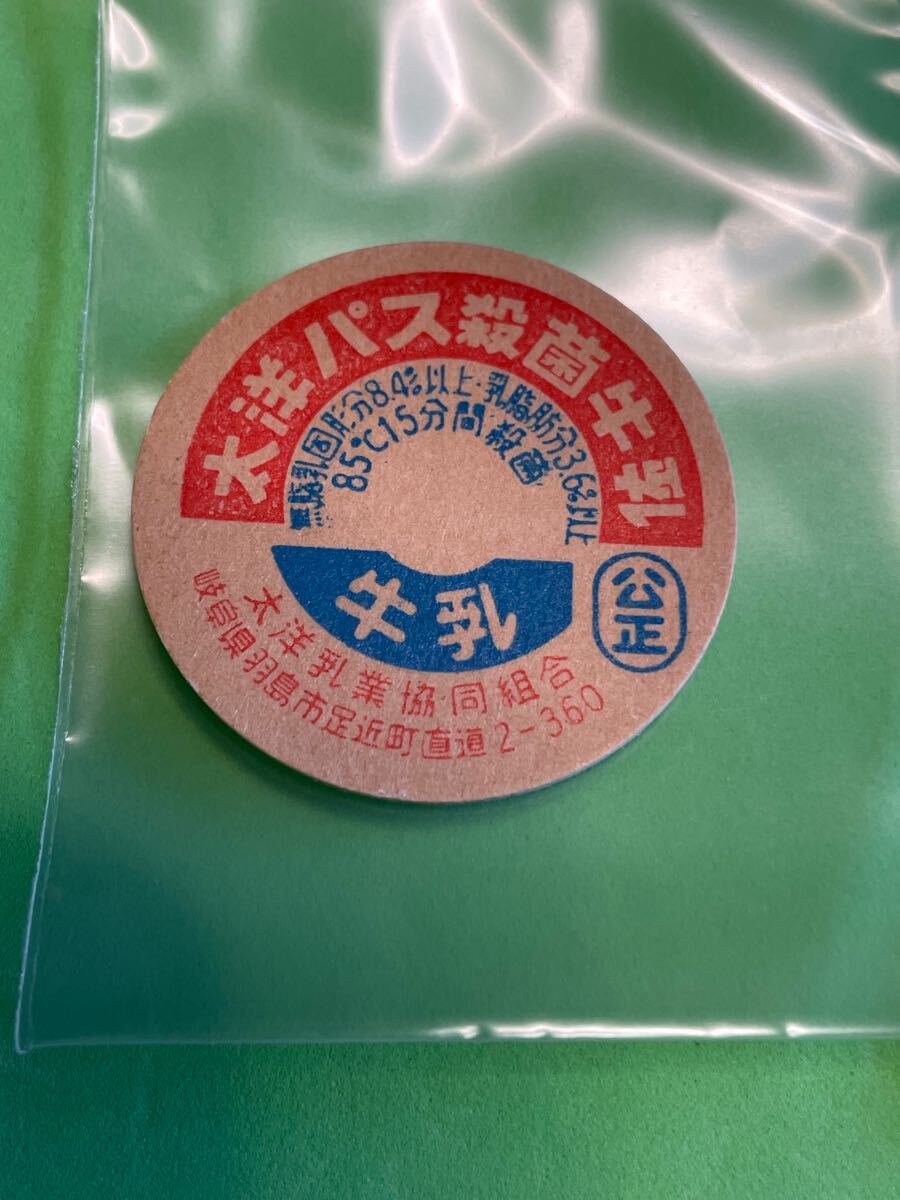 太洋パス殺菌牛乳
無脂乳固形分8.4%以上・乳脂肪分3.6%以上
85℃15分間殺菌
牛乳
公正
太洋乳業協同組合
岐阜県羽島市足近町直道2-360